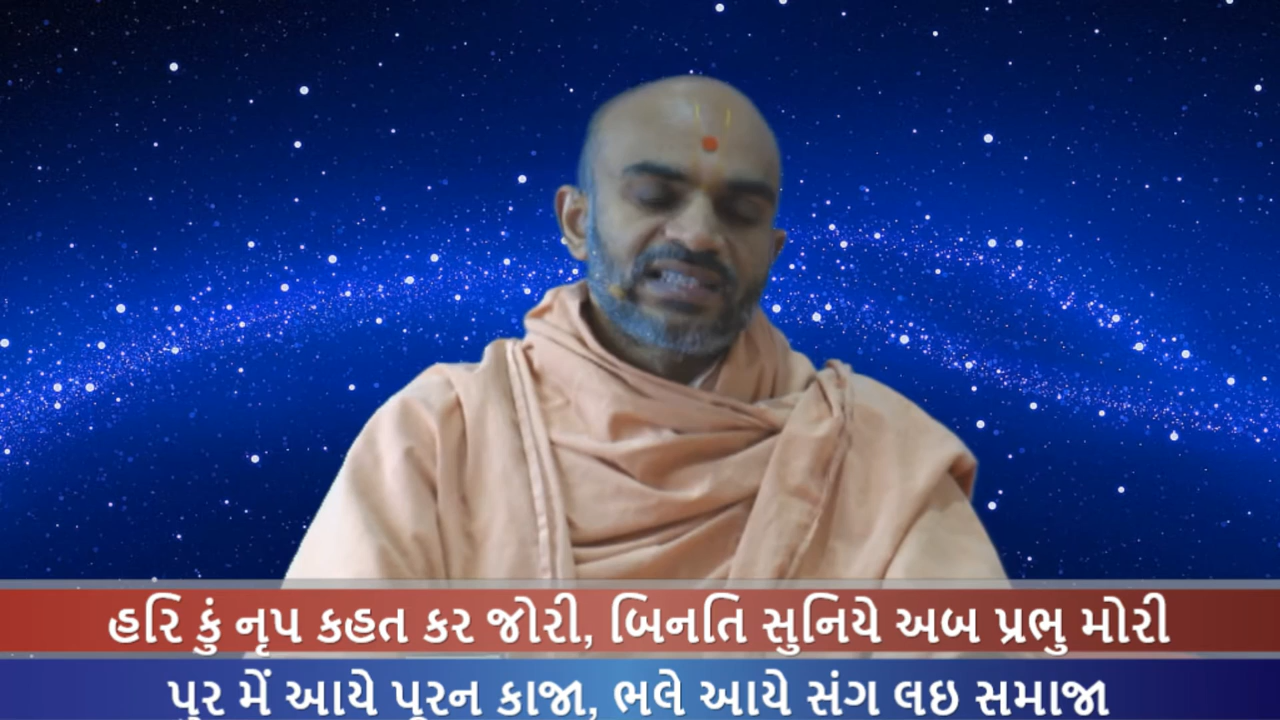 હરિ કું નૃપ કહત કર જોરી, બિનતિ સુનિયે અબ પ્રભુ મોરી
પુર મેં આયે પૂરન કાજા, ભલે આયે સંગ લઇ સમાજા